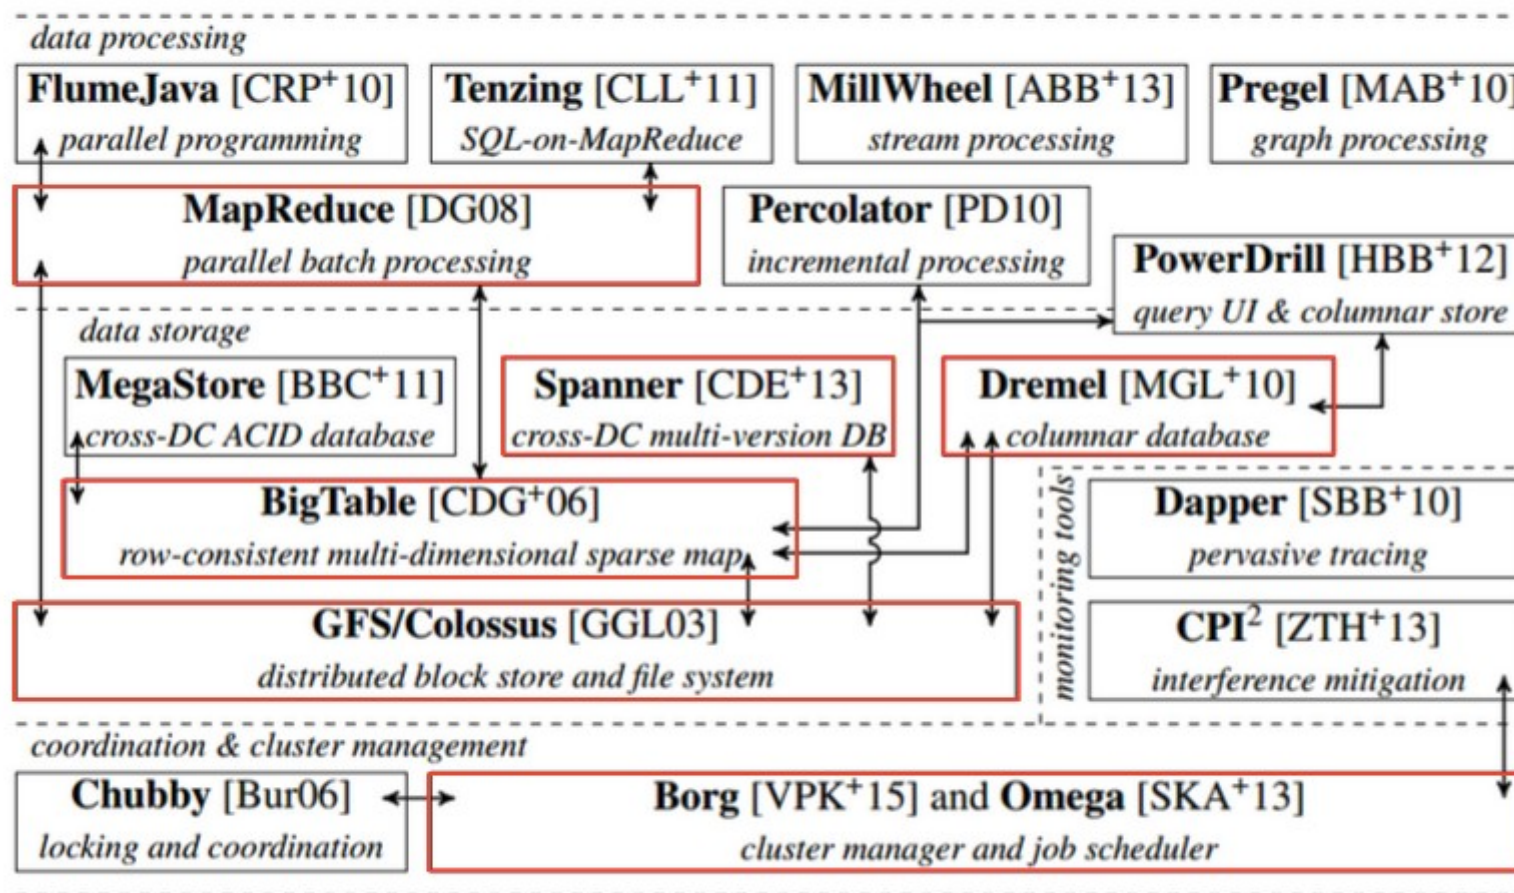 data processing
FlumeJava [CRP+10]
parallel programming
Tenzing [CLL+11]
SQL-on-MapReduce
MillWheel [ABB+13]
stream processing
Pregel [MAB+10]
graph processing
MapReduce [DG08]
parallel batch processing
Percolator [PD10]
incremental processing
PowerDrill [HBB+12]
query UI & columnar store
data storage
MegaStore [BBC+11]
cross-DC ACID database
Spanner [CDE+13]
cross-DC multi-version DB
Dremel [MGL+10]
columnar database
BigTable [CDG+06]
row-consistent multi-dimensional sparse map
monitoring tools
Dapper [SBB+10]
pervasive tracing
GFS/Colossus [GGL03]
distributed block store and file system
CPI² [ZTH+13]
interference mitigation
coordination & cluster management
Chubby [Bur06]
locking and coordination
Borg [VPK+15] and Omega [SKA+13]
cluster manager and job scheduler